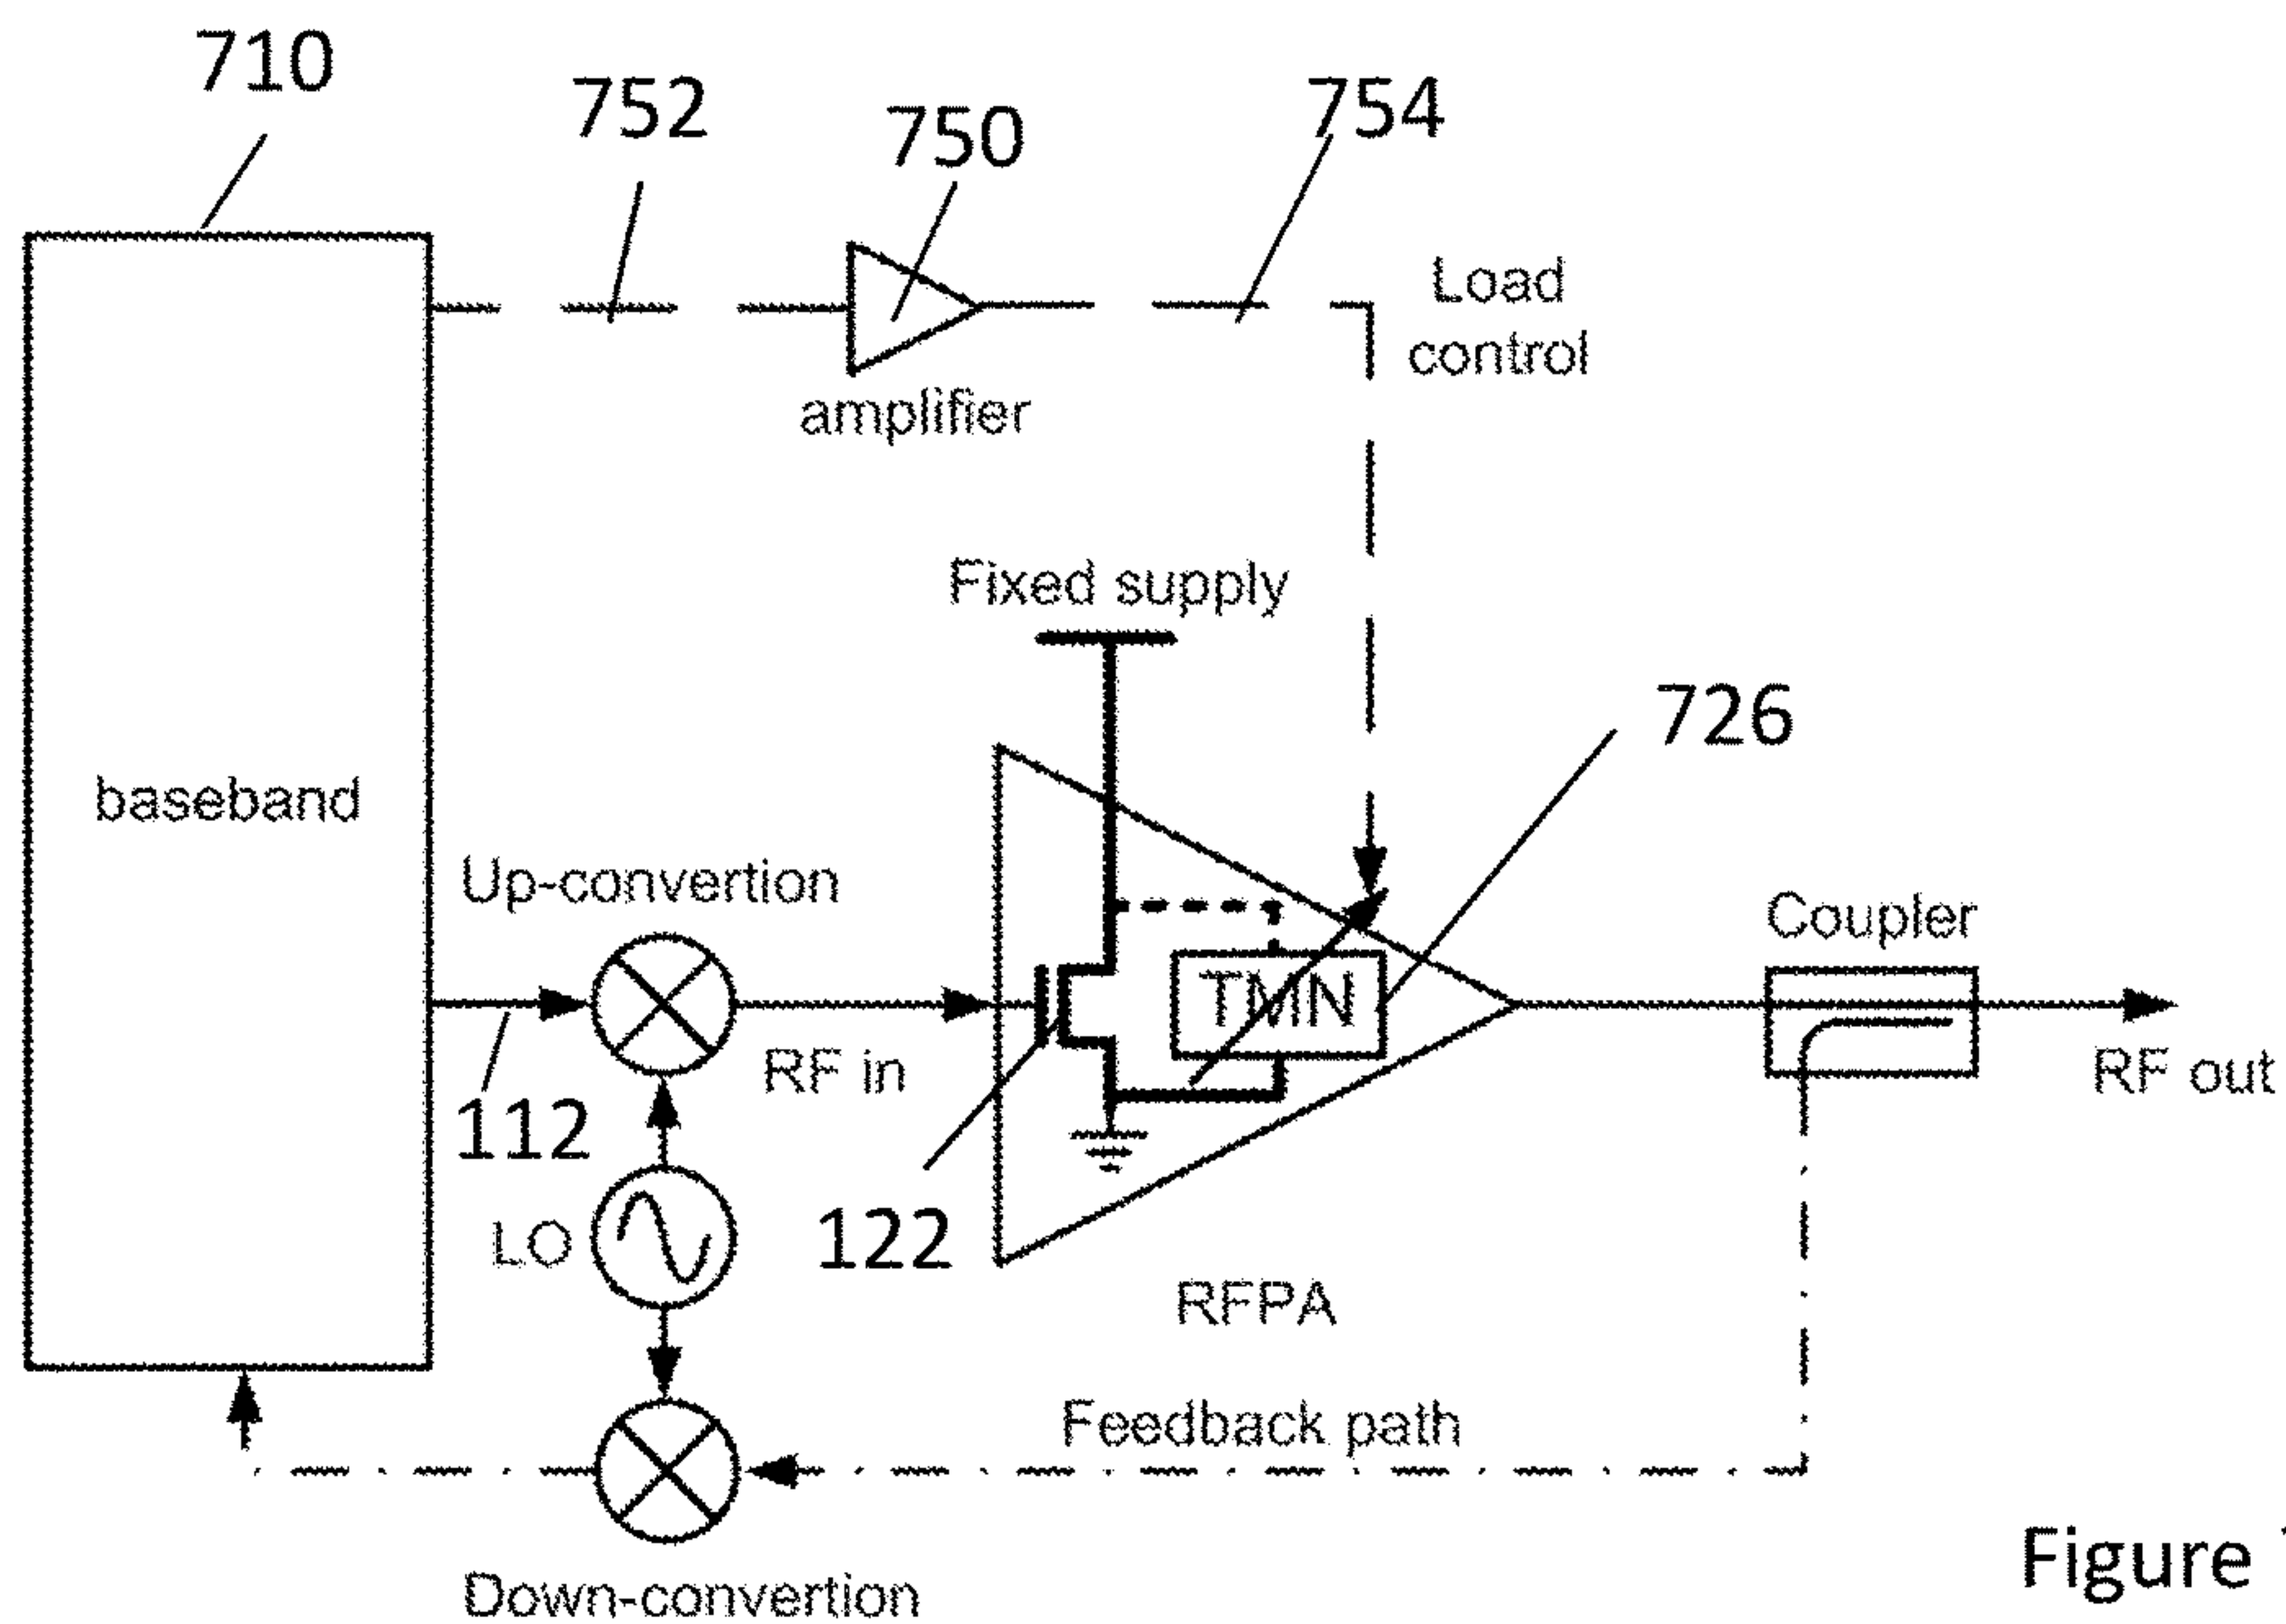 710
752
750
754
Load
control
amplifier
Fixed supply
726
baseband
Up-convertion
Coupler
TMN
RF in
RF out
112
LO
122
RFPA
Feedback path
Down-convertion
Figure